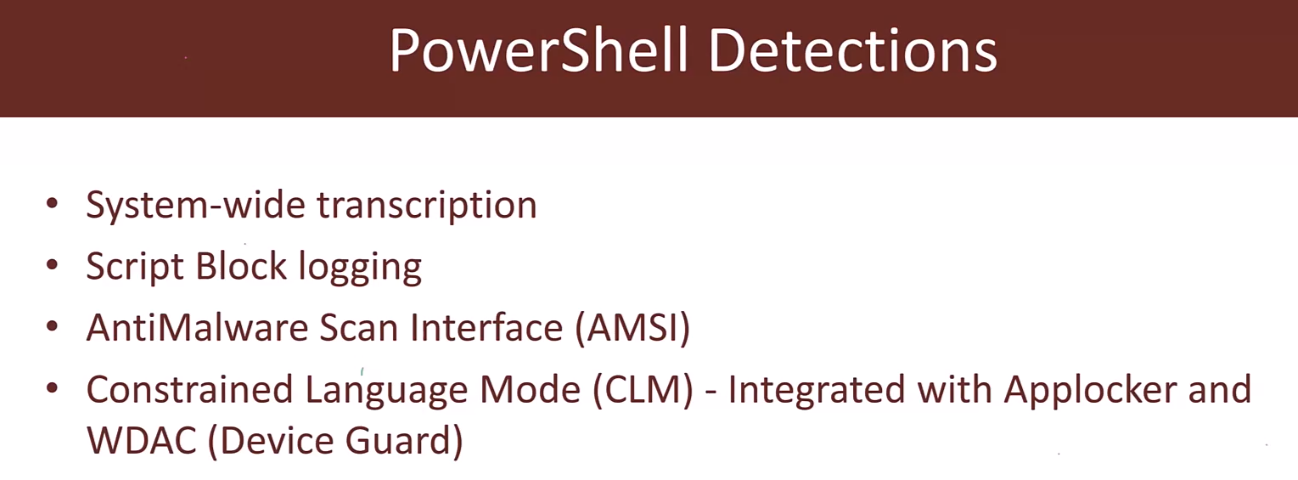 PowerShell Detections
• System-wide transcription
• Script Block logging
• AntiMalware Scan Interface (AMSI)
• Constrained Language Mode (CLM) - Integrated with Applocker and
WDAC (Device Guard)